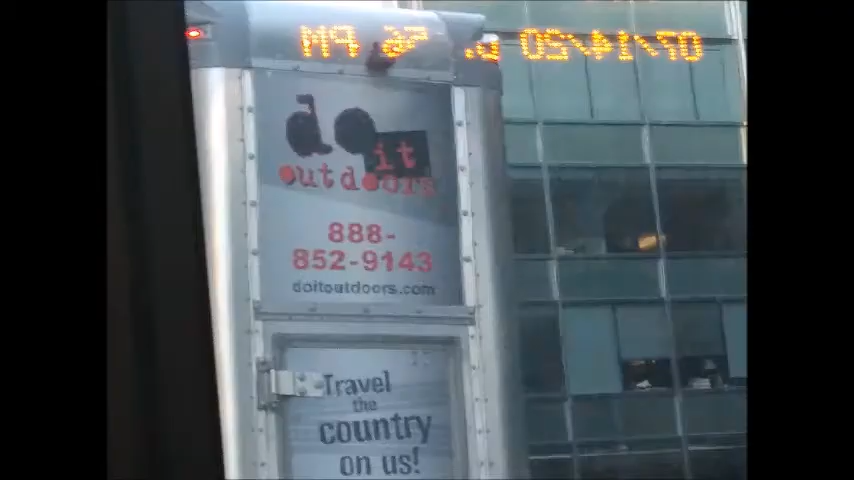 do
it
outdoors
888-
852-9143
doitoutdoors.com
Travel
the
country
on us!